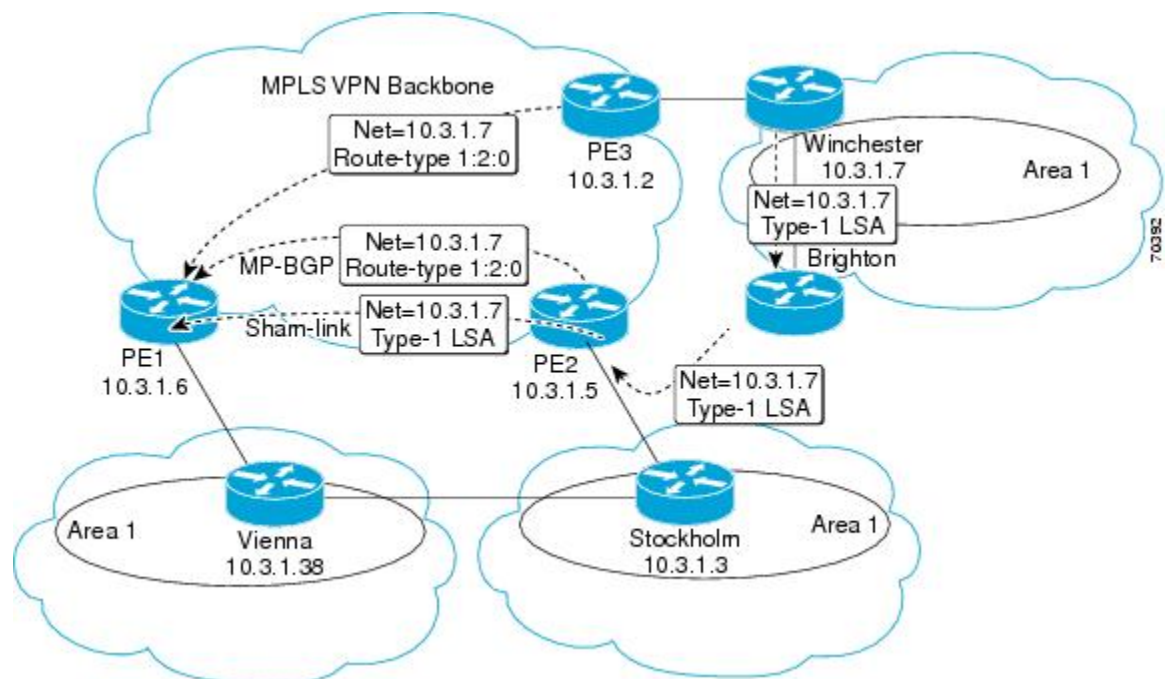 MPLS VPN Backbone
Net=10.3.1.7
Route-type 1:2:0
PE3
10.3.1.2
Winchester
10.3.1.7
Area 1
Net=10.3.1.7
Type-1 LSA
Brighton
MP-BGP
Net=10.3.1.7
Route-type 1:2:0
Sham-link
Net=10.3.1.7
Type-1 LSA
PE1
10.3.1.6
PE2
10.3.1.5
Net=10.3.1.7
Type-1 LSA
Area 1
Vienna
10.3.1.38
Stockholm
10.3.1.3
Area 1
70392